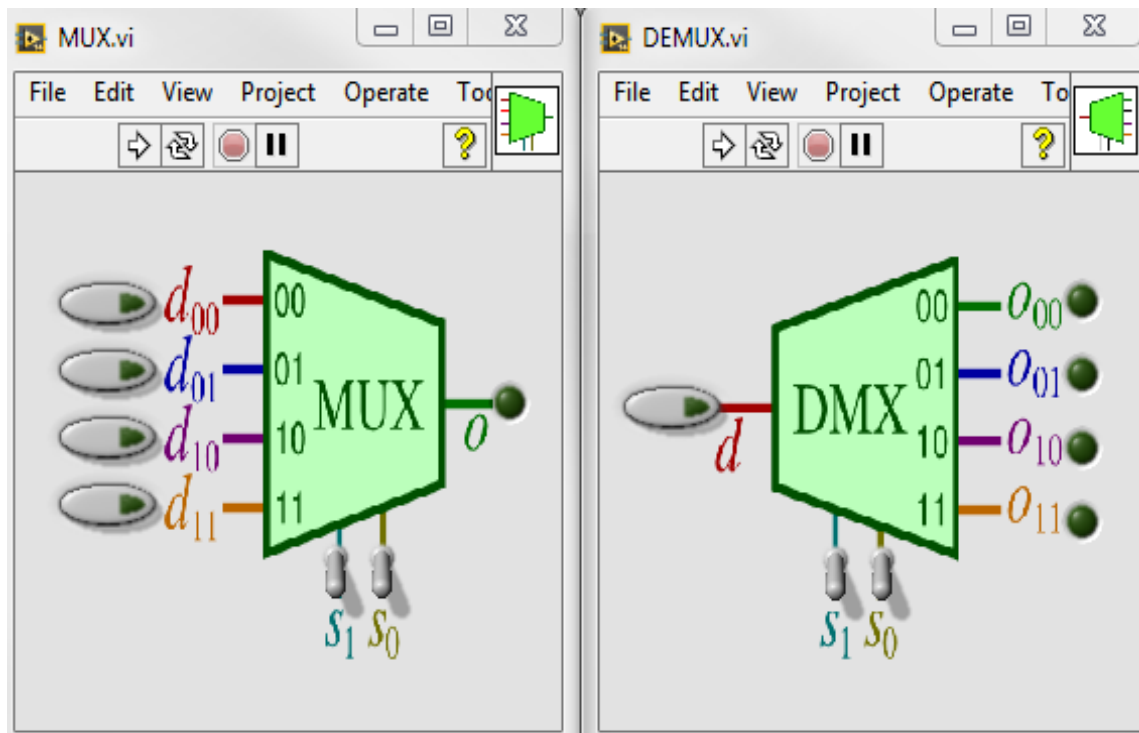 MUX.vi
File Edit View Project Operate Too
?
d00 00
d01 01
d10 10
d11 11
MUX
o
s1 s0
DEMUX.vi
File Edit View Project Operate To
?
d
DMX
00 o00
01 o01
10 o10
11 o11
s1 s0